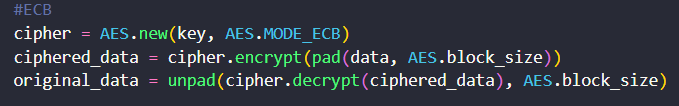 #ECB
cipher = AES.new(key, AES.MODE_ECB)
ciphered_data = cipher.encrypt(pad(data, AES.block_size))
original_data = unpad(cipher.decrypt(ciphered_data), AES.block_size)